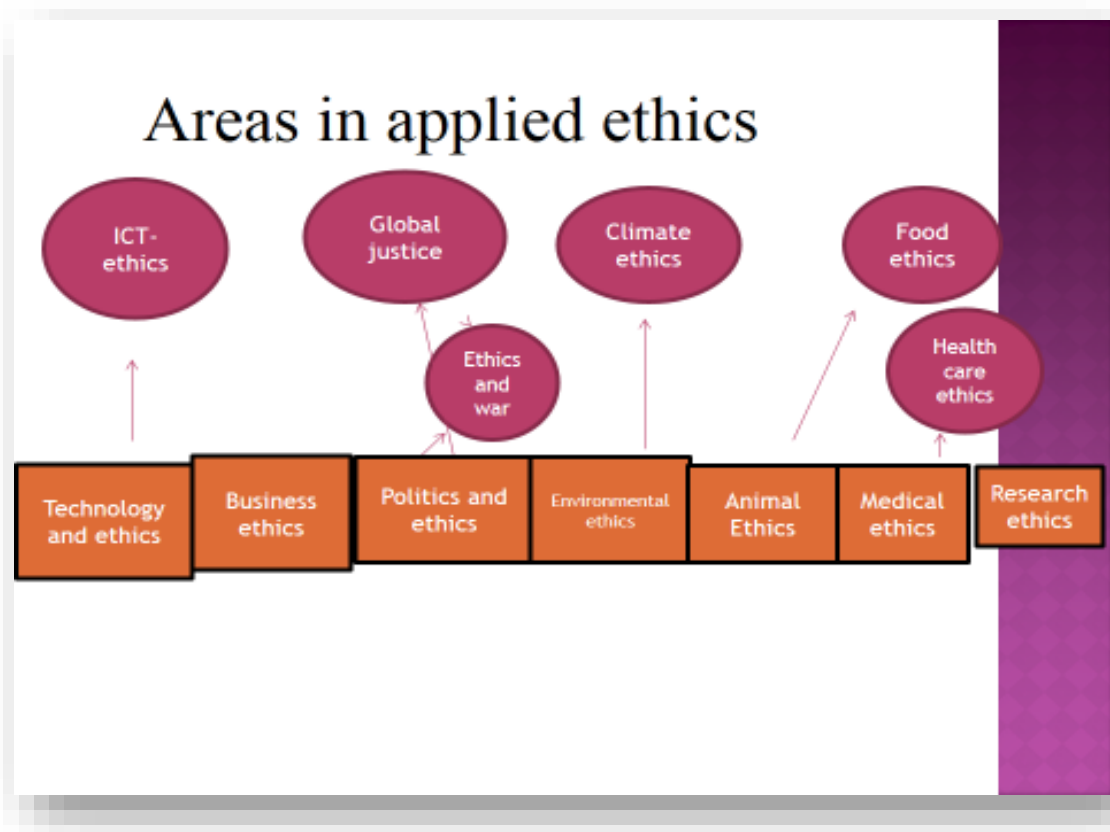 Areas in applied ethics
ICT-
ethics
Global
justice
Climate
ethics
Food
ethics
Ethics
and
war
Health
care
ethics
Technology
and ethics
Business
ethics
Politics and
ethics
Environmental
ethics
Animal
Ethics
Medical
ethics
Research
ethics